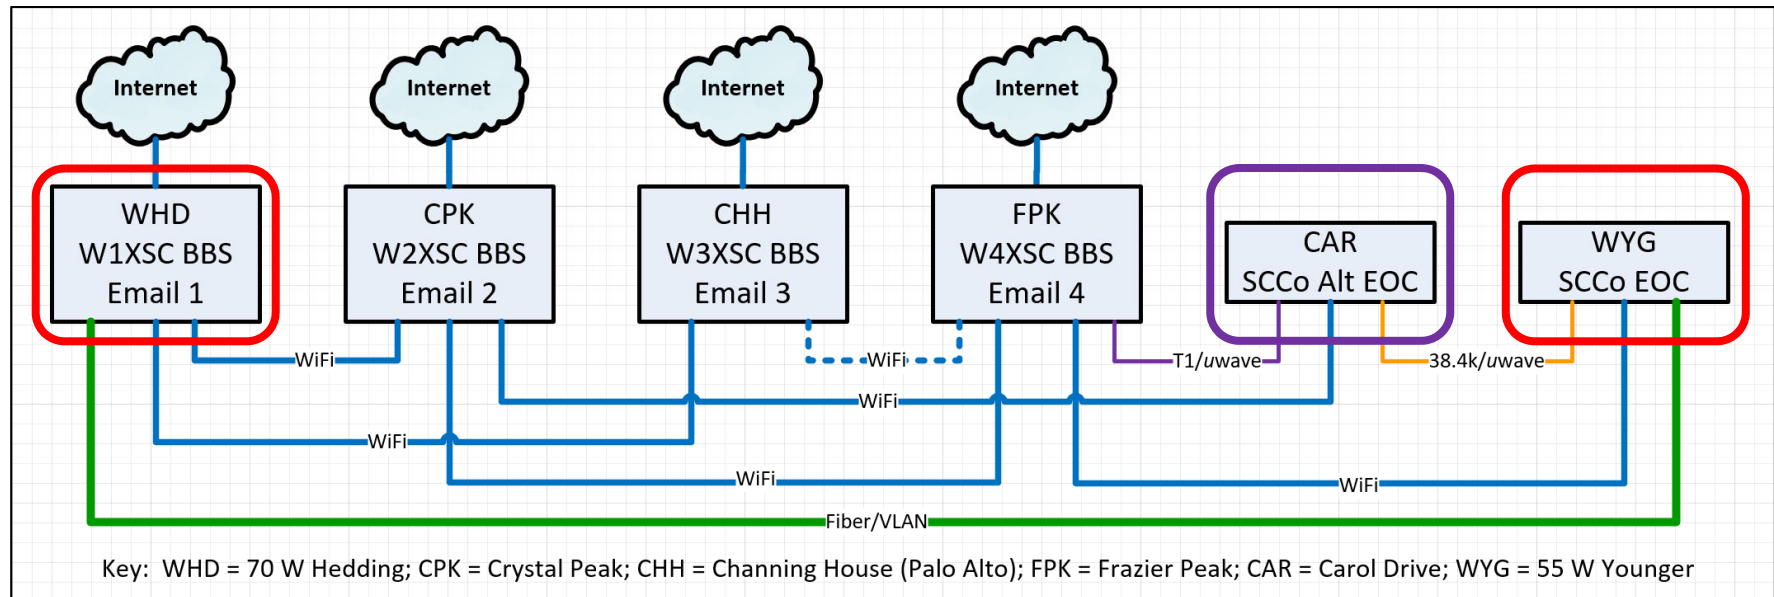 Internet
Internet
Internet
Internet
WHD
W1XSC BBS
Email 1
CPK
W2XSC BBS
Email 2
CHH
W3XSC BBS
Email 3
FPK
W4XSC BBS
Email 4
CAR
SCCo Alt EOC
WYG
SCCo EOC
WiFi
WiFi
T1/uwave
38.4k/uwave
WiFi
WiFi
WiFi
WiFi
Fiber/VLAN
Key: WHD = 70 W Hedding; CPK = Crystal Peak; CHH = Channing House (Palo Alto); FPK = Frazier Peak; CAR = Carol Drive; WYG = 55 W Younger